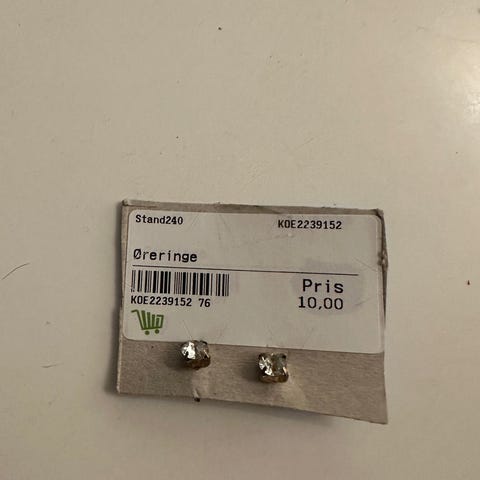 Stand240 KOE2239152
Øreringe
Pris
KOE2239152 76 10,00